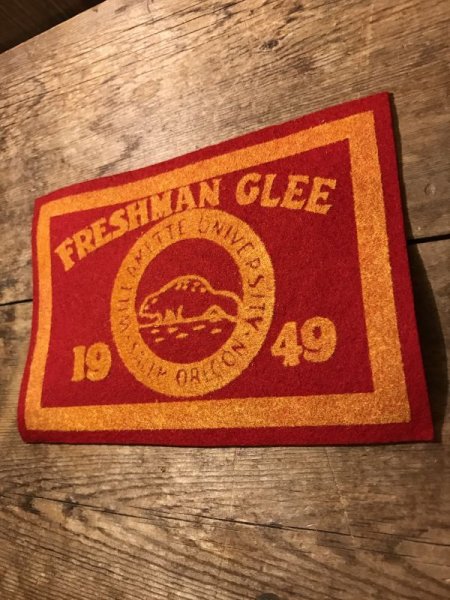 FRESHMAN GLEE
WILLAMETTE UNIVERSITY
SALEM OREGON
19 49